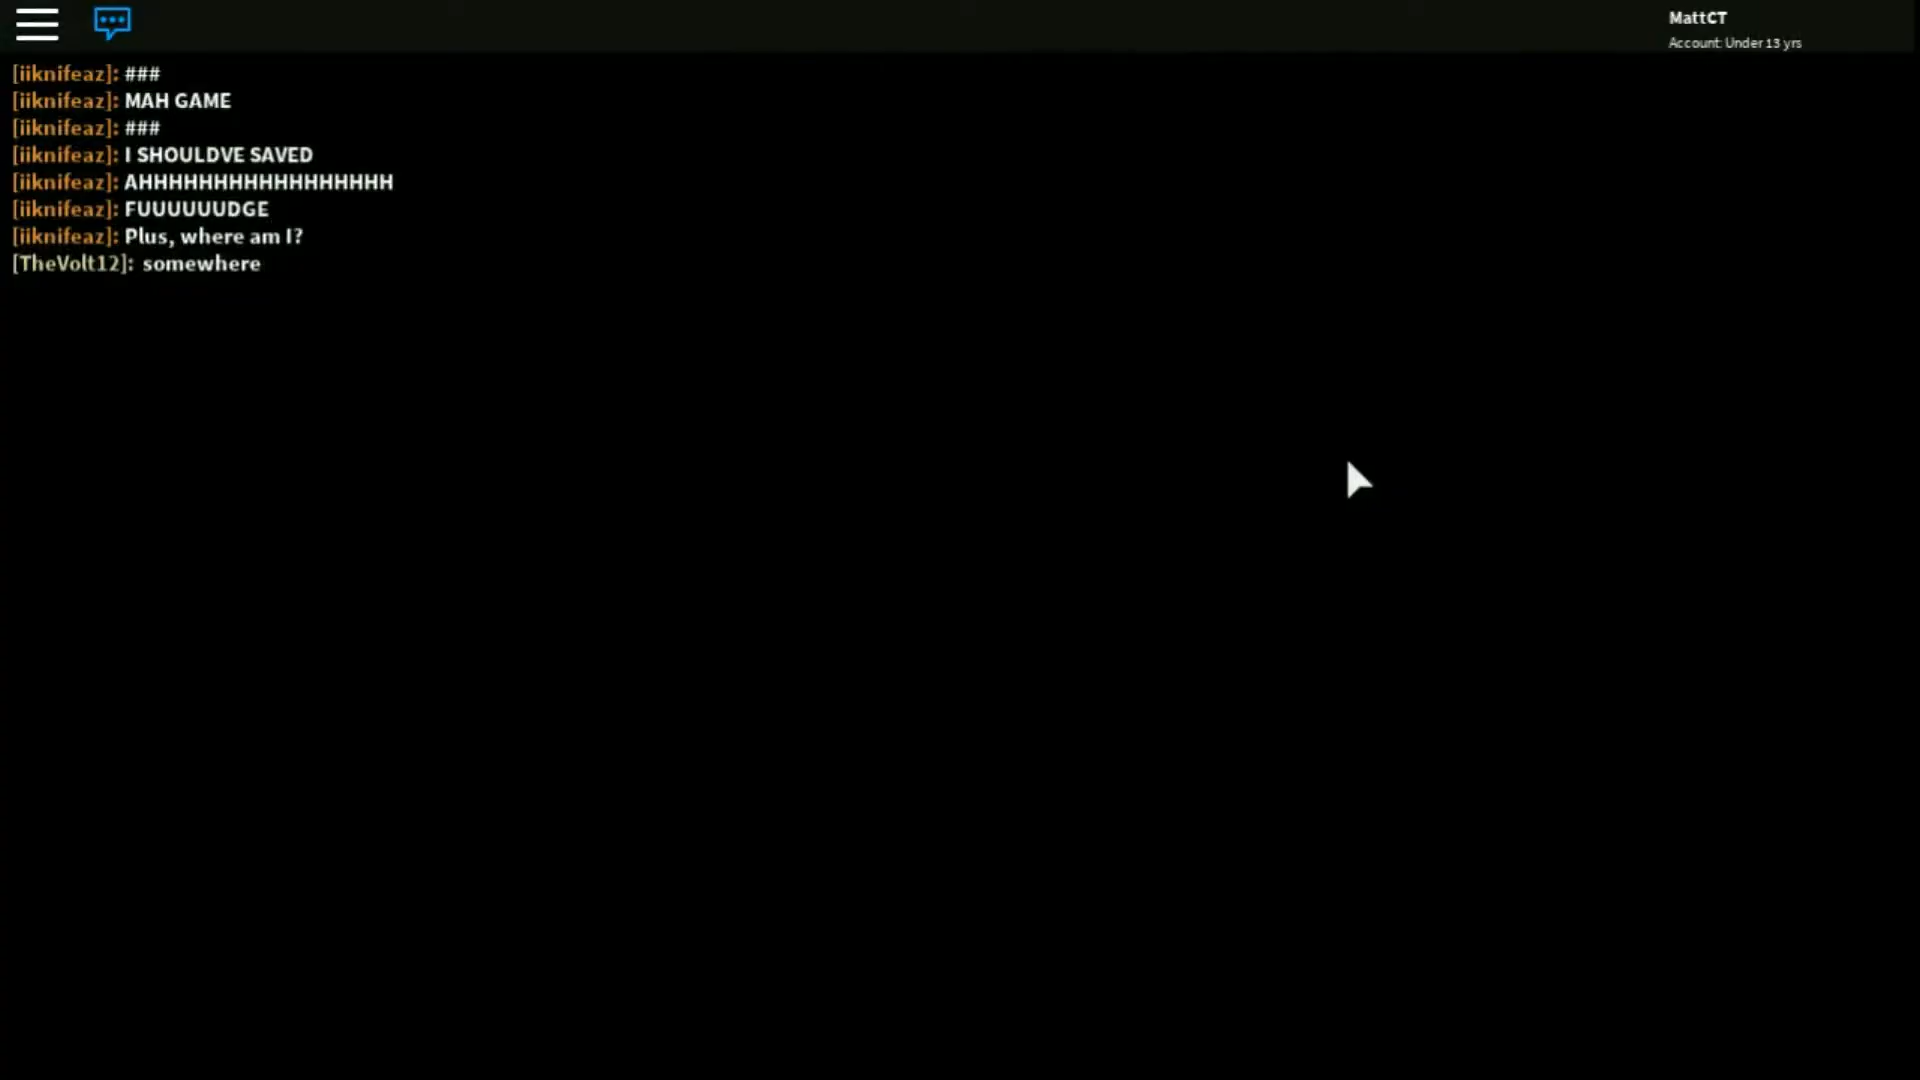 MattCT
Account: Under 13 yrs
[iiknifeaz]: ###
[iiknifeaz]: MAH GAME
[iiknifeaz]: ###
[iiknifeaz]: I SHOULDVE SAVED
[iiknifeaz]: AHHHHHHHHHHHHHHHHHH
[iiknifeaz]: FUUUUUUDGE
[iiknifeaz]: Plus, where am I?
[TheVolt12]: somewhere